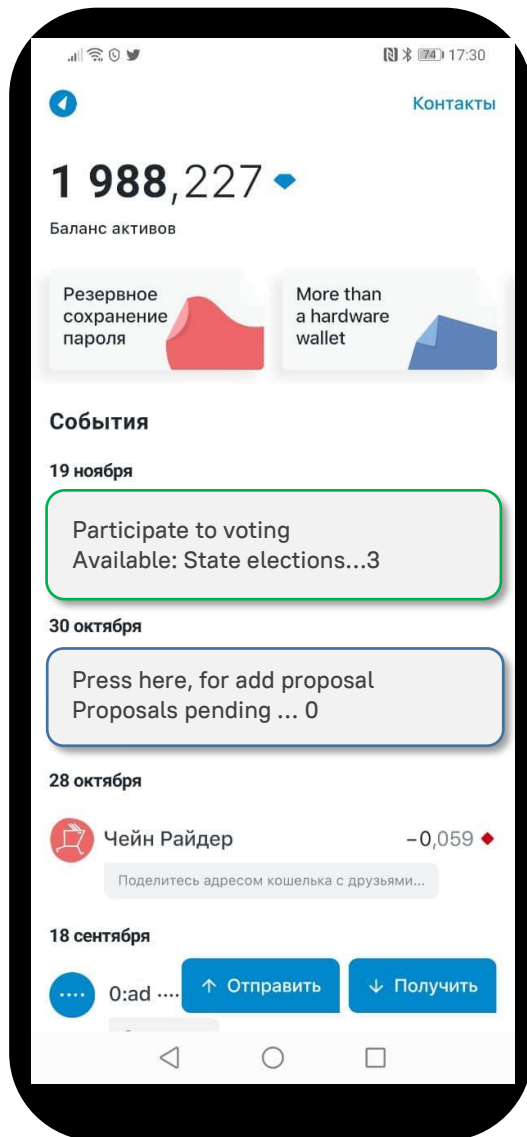 74 17:30
Контакты
1 988,227
Баланс активов
Резервное
сохранение
пароля
More than
a hardware
wallet
События
19 ноября
Participate to voting
Available: State elections...3
30 октября
Press here, for add proposal
Proposals pending ... 0
28 октября
Чейн Райдер −0,059
Поделитесь адресом кошелька с друзьями...
18 сентября
0:ad ····
↑ Отправить
↓ Получить